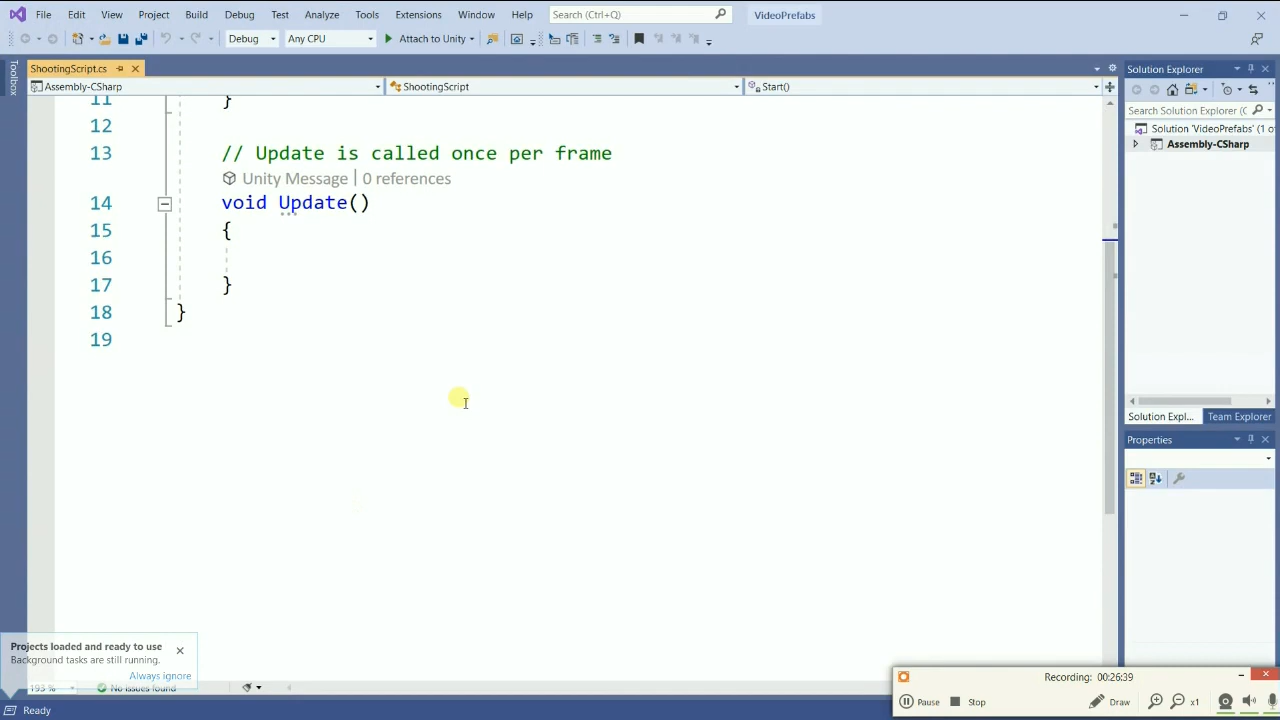 File Edit View Project Build Debug Test Analyze Tools Extensions Window Help Search (Ctrl+Q) VideoPrefabs
Debug Any CPU Attach to Unity
Toolbox
ShootingScript.cs
Assembly-CSharp ShootingScript Start()
11 }
12
13 // Update is called once per frame
Unity Message | 0 references
14 void Update()
15 {
16
17 }
18 }
19
Solution Explorer
Search Solution Explorer (C
Solution 'VideoPrefabs' (1 o
Assembly-CSharp
Solution Expl... Team Explorer
Properties
Projects loaded and ready to use
Background tasks are still running.
Always ignore
193 % No issues found
Ready
Recording: 00:26:39
Pause Stop Draw x1